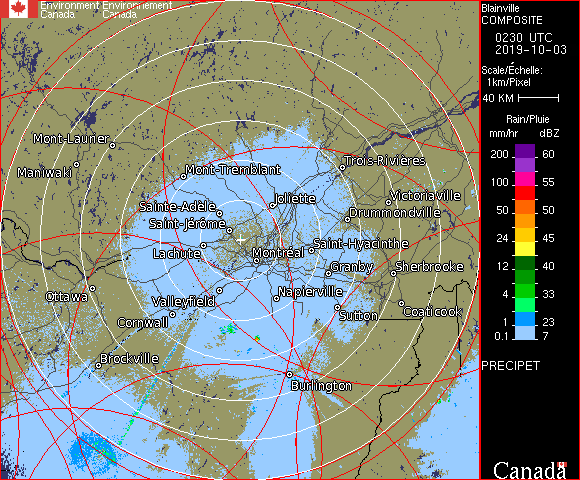 Environment Environnement
Canada Canada
Blainville
COMPOSITE
0230 UTC
2019-10-03
Scale/Échelle:
1km/Pixel
40 KM
Rain/Pluie
mm/hr dBZ
200 60
150 57
100 55
50 50
24 45
12 40
4 33
1 23
0.1 7
PRECIPET
Canada
Mont-Laurier
Maniwaki
Mont-Tremblant
Trois-Rivières
Joliette
Victoriaville
Sainte-Adèle
Drummondville
Saint-Jérôme
Lachute
Montréal
Saint-Hyacinthe
Granby
Sherbrooke
Ottawa
Valleyfield
Napierville
Cornwall
Sutton
Coaticook
Brockville
Burlington